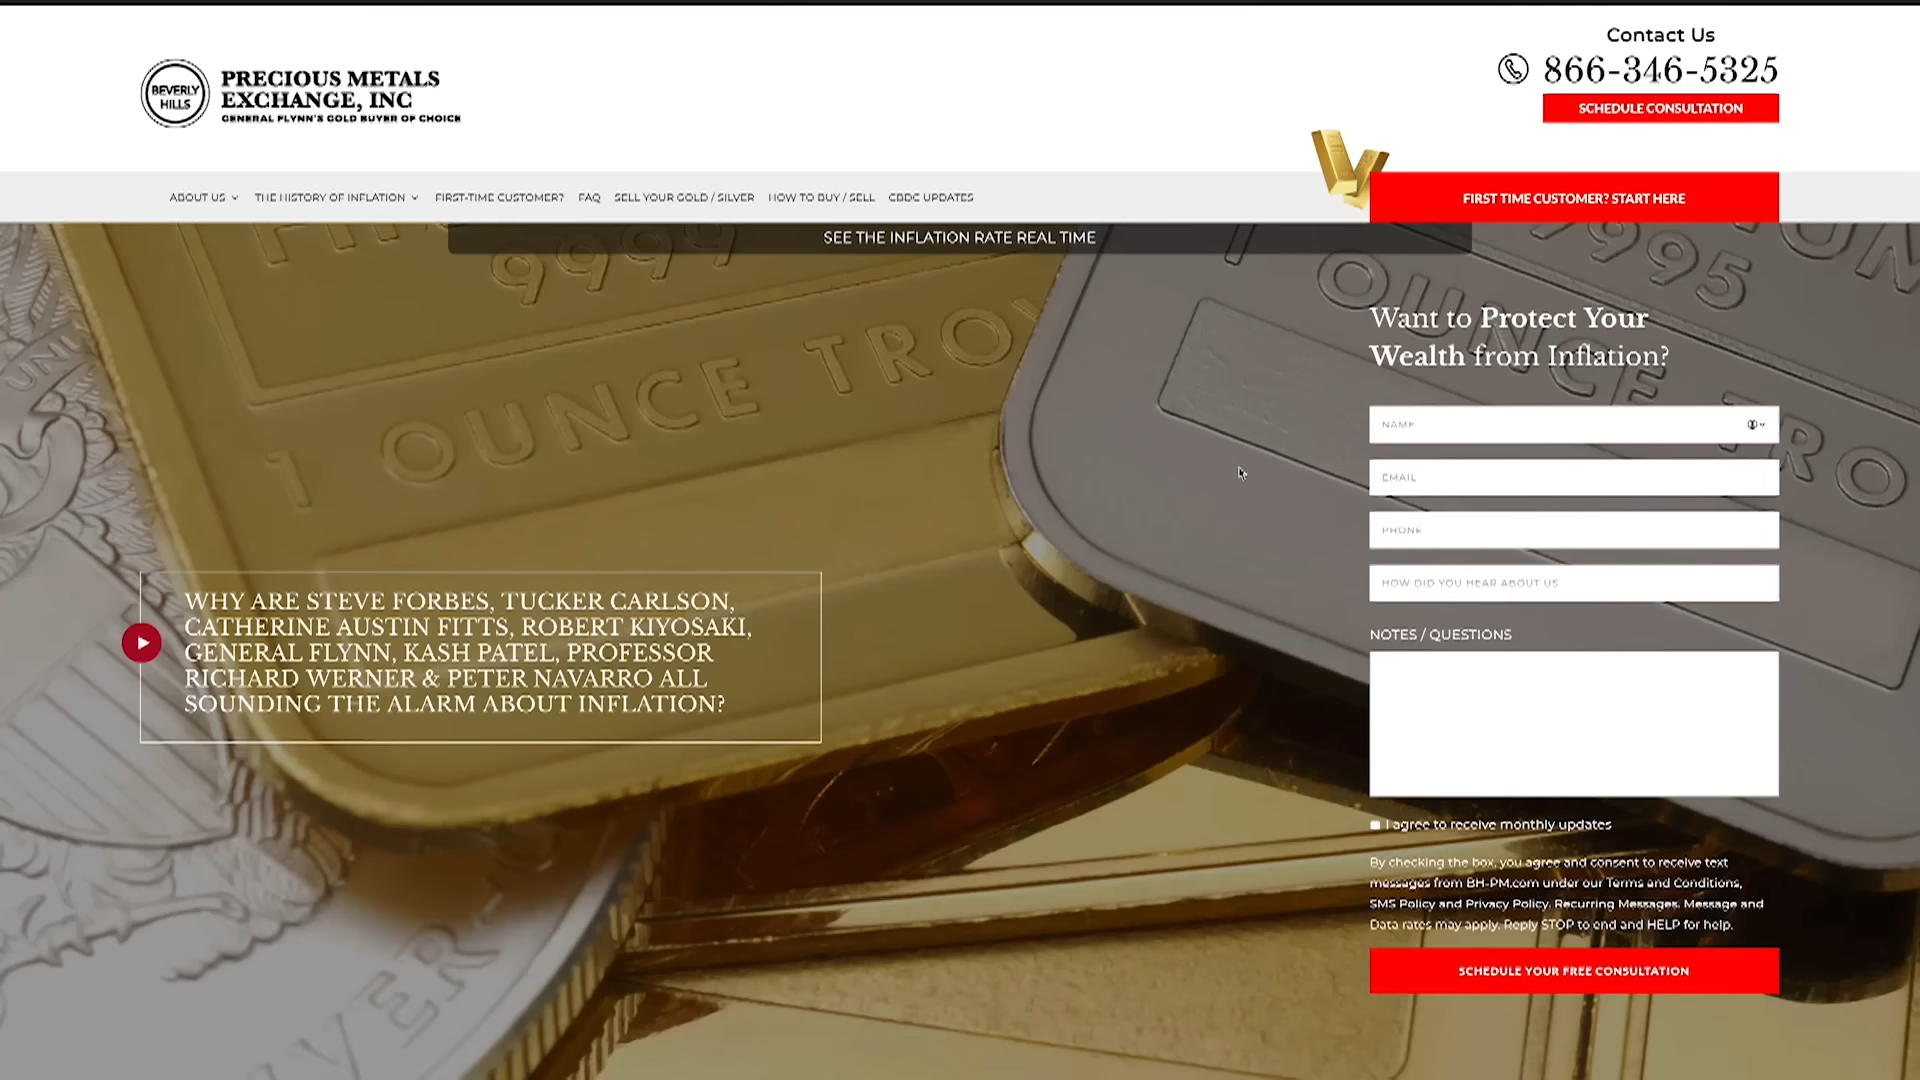 Contact Us
866-346-5325
SCHEDULE CONSULTATION
BEVERLY
HILLS
PRECIOUS METALS
EXCHANGE, INC
GENERAL FLYNN'S GOLD BUYER OF CHOICE
ABOUT US THE HISTORY OF INFLATION FIRST-TIME CUSTOMER? FAQ SELL YOUR GOLD / SILVER HOW TO BUY / SELL CBDC UPDATES
FIRST TIME CUSTOMER? START HERE
SEE THE INFLATION RATE REAL TIME
9999
1 OUNCE TROY
9995
1 OUNCE TRO
Want to Protect Your
Wealth from Inflation?
NAME
EMAIL
PHONE
HOW DID YOU HEAR ABOUT US
NOTES / QUESTIONS
WHY ARE STEVE FORBES, TUCKER CARLSON,
CATHERINE AUSTIN FITTS, ROBERT KIYOSAKI,
GENERAL FLYNN, KASH PATEL, PROFESSOR
RICHARD WERNER & PETER NAVARRO ALL
SOUNDING THE ALARM ABOUT INFLATION?
I agree to receive monthly updates
By checking the box, you agree and consent to receive text
messages from BH-PM.com under our Terms and Conditions,
SMS Policy and Privacy Policy. Recurring Messages. Message and
Data rates may apply. Reply STOP to end and HELP for help.
SCHEDULE YOUR FREE CONSULTATION